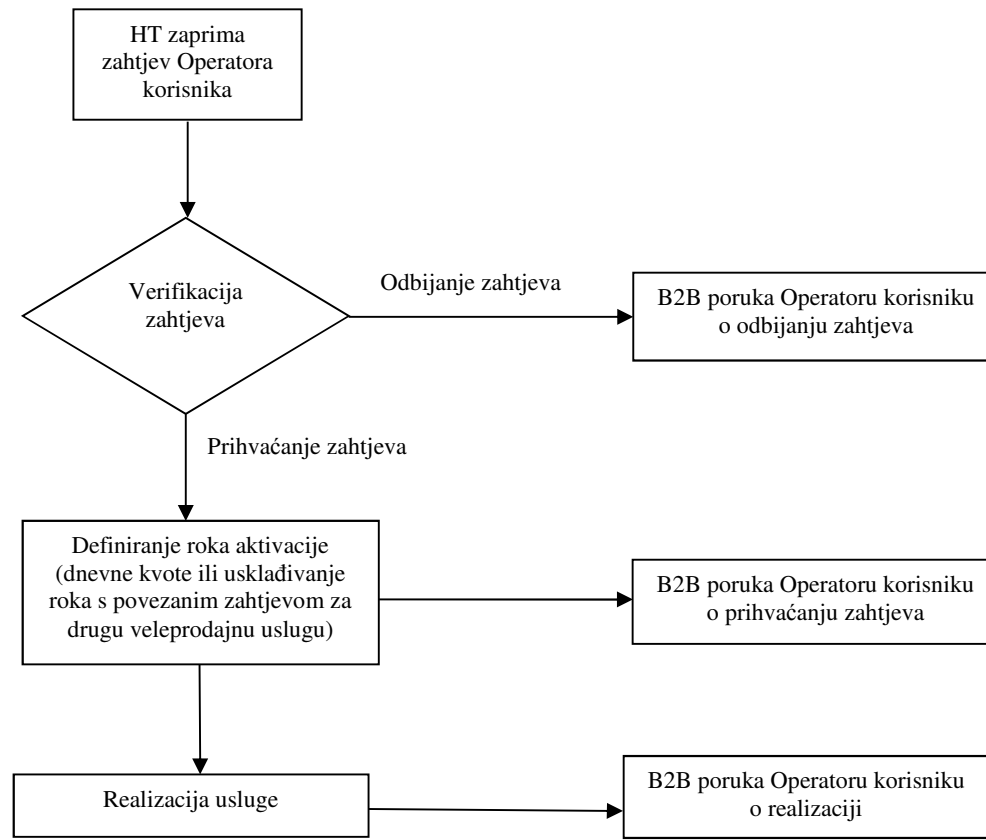 HT zaprima
zahtjev Operatora
korisnika
Verifikacija
zahtjeva
Odbijanje zahtjeva
B2B poruka Operatoru korisniku
o odbijanju zahtjeva
Prihvaćanje zahtjeva
Definiranje roka aktivacije
(dnevne kvote ili usklađivanje
roka s povezanim zahtjevom za
drugu veleprodajnu uslugu)
B2B poruka Operatoru korisniku
o prihvaćanju zahtjeva
Realizacija usluge
B2B poruka Operatoru korisniku
o realizaciji